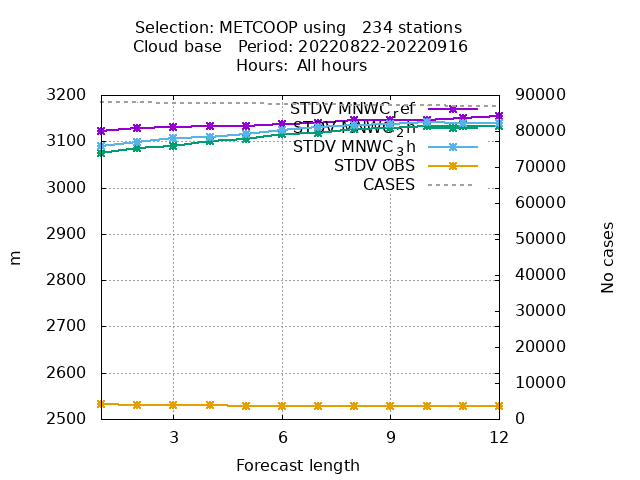 Selection: METCOOP using   234 stations
Cloud base   Period: 20220822-20220916
Hours:  All hours
3200
3100
3000
2900
2800
2700
2600
2500
90000
80000
70000
60000
50000
40000
30000
20000
10000
0
m
No cases
STDV MNWC_ref
STDV MNWC_2h
STDV MNWC_3h
STDV OBS
CASES
3
6
9
12
Forecast length